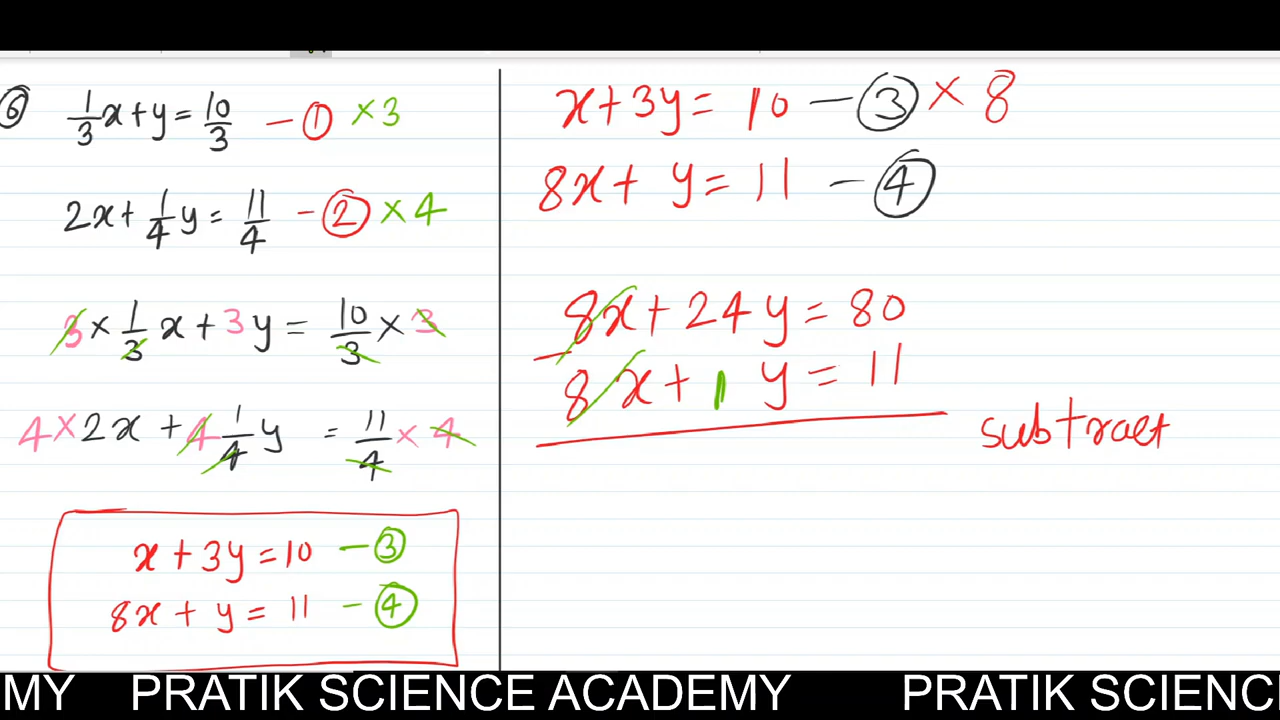 6 1/3 x + y = 10/3 - 1 × 3
2x + 1/4 y = 11/4 - 2 × 4
3 × 1/3 x + 3y = 10/3 × 3
4 × 2x + 4 1/4 y = 11/4 × 4
x + 3y = 10 - 3
8x + y = 11 - 4
x + 3y = 10 - 3 × 8
8x + y = 11 - 4
8x + 24y = 80
- 8x + 1 y = 11
subtract
MY PRATIK SCIENCE ACADEMY PRATIK SCIENC